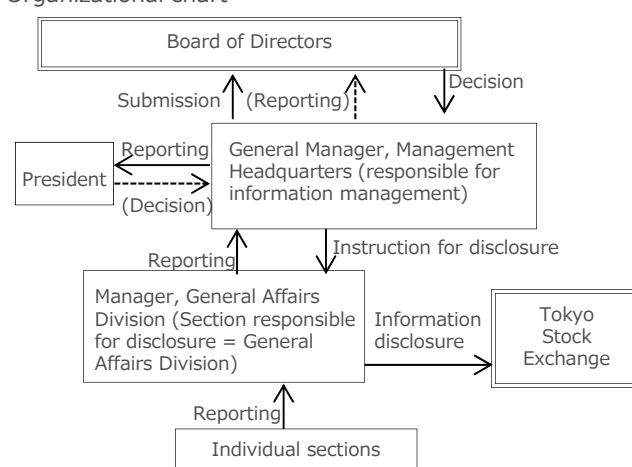 Organizational chart
Board of Directors
Submission
(Reporting)
Decision
Reporting
General Manager, Management
Headquarters (responsible for
information management)
President
(Decision)
Reporting
Instruction for disclosure
Manager, General Affairs
Division (Section responsible
for disclosure = General
Affairs Division)
Information
disclosure
Tokyo
Stock
Exchange
Reporting
Individual sections